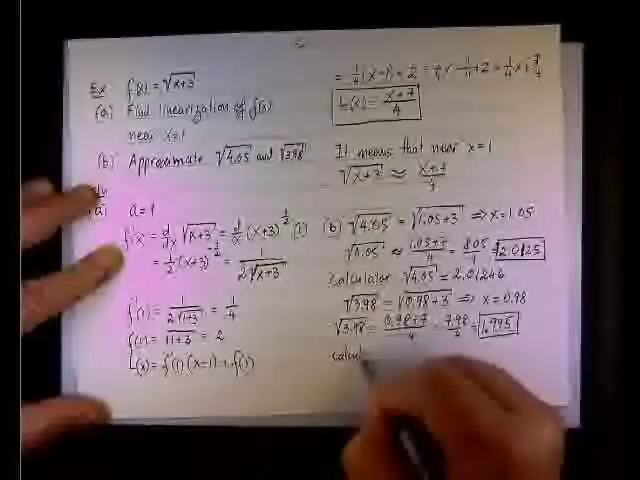 Ex f(x) = √x+3
(a) Find linearization of f(x)
near x=1
(b) Approximate √4.05 and √3.98
(a) a = 1
f'(x) = d/dx √x+3 = d/dx (x+3)^1/2 (1)
= 1/2 (x+3)^-1/2 = 1/(2√x+3)
f'(1) = 1/(2√1+3) = 1/4
f(1) = √1+3 = 2
L(x) = f'(1)(x-1) + f(1)
= 1/4 (x-1) + 2 = 1/4 x - 1/4 + 2 = 1/4 x + 7/4
L(x) = (x+7)/4
It means that near x=1
√x+3 ≈ (x+7)/4
(b) √4.05 = √1.05+3 => x=1.05
≈ (1.05+7)/4 = 8.05/4 = 2.0125
Calculator √4.05 = 2.01246
√3.98 = √0.98+3 => x = 0.98
√3.98 = (0.98+7)/4 = 7.98/4 = 1.995